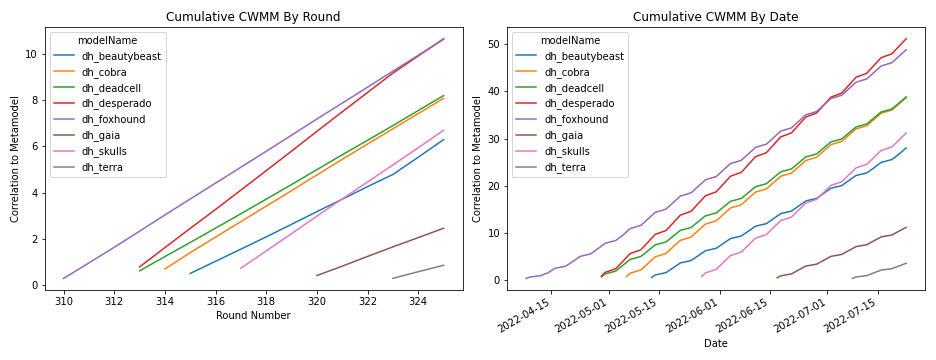 Cumulative CWMM By Round
Correlation to Metamodel
10
8
6
4
2
0
modelName
dh_beautybeast
dh_cobra
dh_deadcell
dh_desperado
dh_foxhound
dh_gaia
dh_skulls
dh_terra
310 312 314 316 318 320 322 324
Round Number
Cumulative CWMM By Date
Correlation to Metamodel
50
40
30
20
10
0
modelName
dh_beautybeast
dh_cobra
dh_deadcell
dh_desperado
dh_foxhound
dh_gaia
dh_skulls
dh_terra
2022-04-15 2022-05-01 2022-05-15 2022-06-01 2022-06-15 2022-07-01 2022-07-15
Date